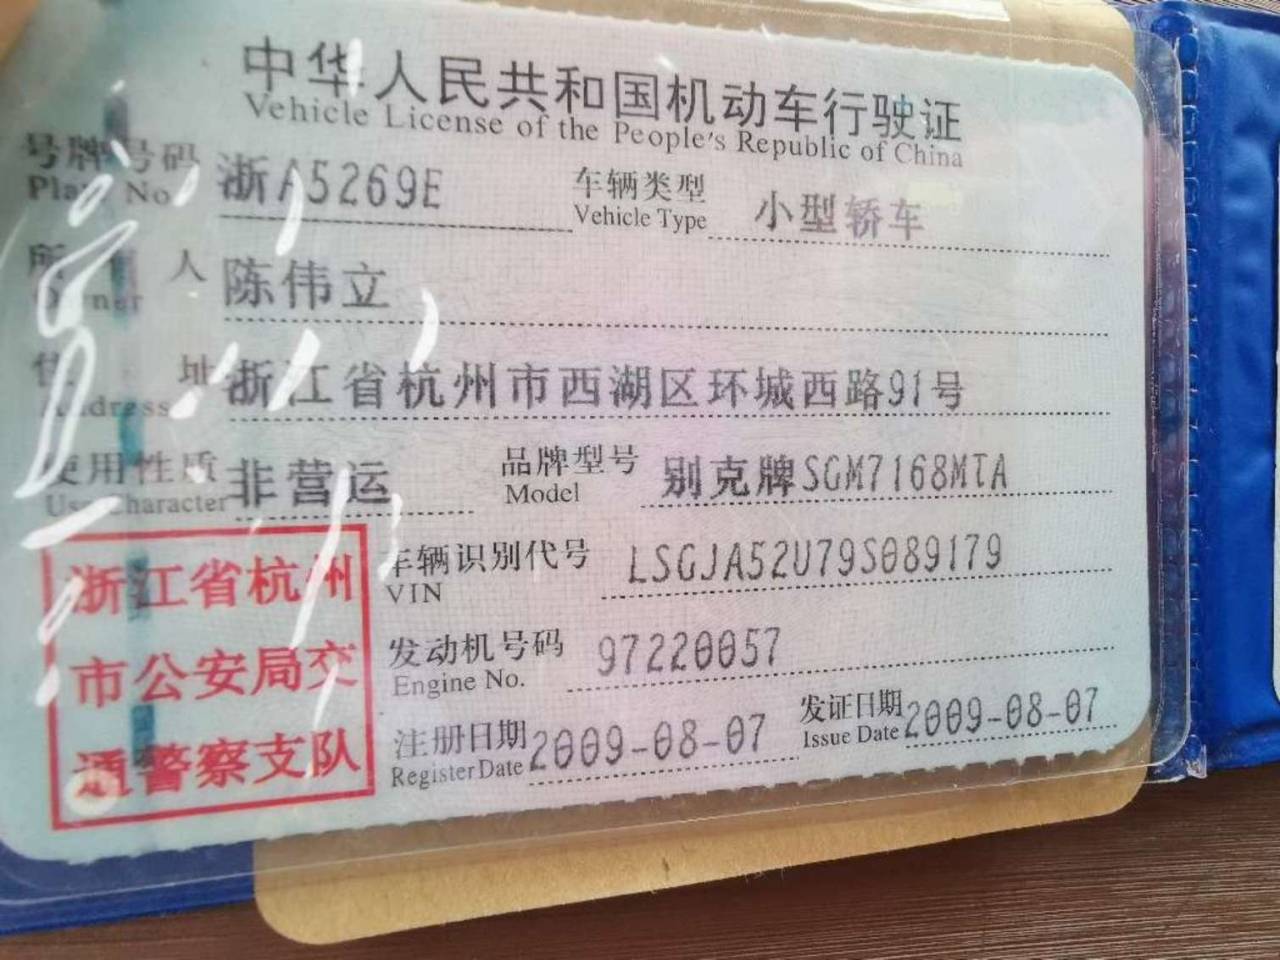 中华人民共和国机动车行驶证
Vehicle License of the People's Republic of China
号牌号码 浙A5269E 车辆类型 小型轿车
Plate No. Vehicle Type
所有人 陈伟立
Owner
住址 浙江省杭州市西湖区环城西路91号
Address
使用性质 非营运 品牌型号 别克牌SGM7168MTA
Use Character Model
车辆识别代号 LSGJA52U79S089179
VIN
发动机号码 97220057
Engine No.
注册日期 2009-08-07 发证日期 2009-08-07
Register Date Issue Date
浙江省杭州
市公安局交
通警察支队